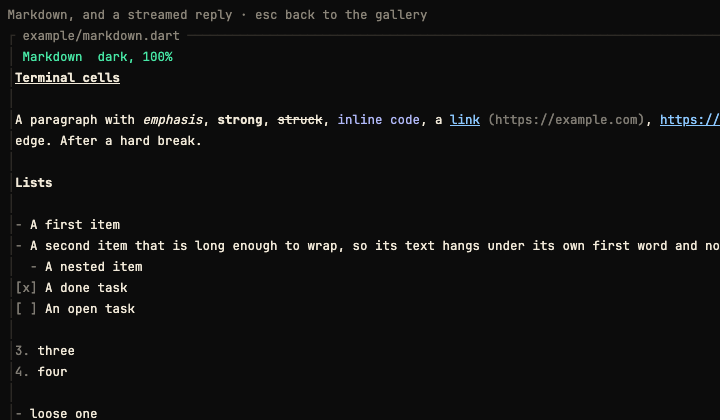 Markdown, and a streamed reply · esc back to the gallery
example/markdown.dart
Markdown  dark, 100%
Terminal cells
A paragraph with emphasis, strong, struck, inline code, a link (https://example.com), https://
edge. After a hard break.
Lists
- A first item
- A second item that is long enough to wrap, so its text hangs under its own first word and no
- A nested item
[x] A done task
[ ] An open task
3. three
4. four
- loose one